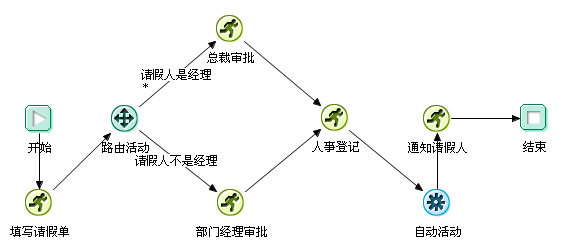 总裁审批
请假人是经理
*
开始
路由活动
人事登记
通知请假人
结束
请假人不是经理
填写请假单
部门经理审批
自动活动